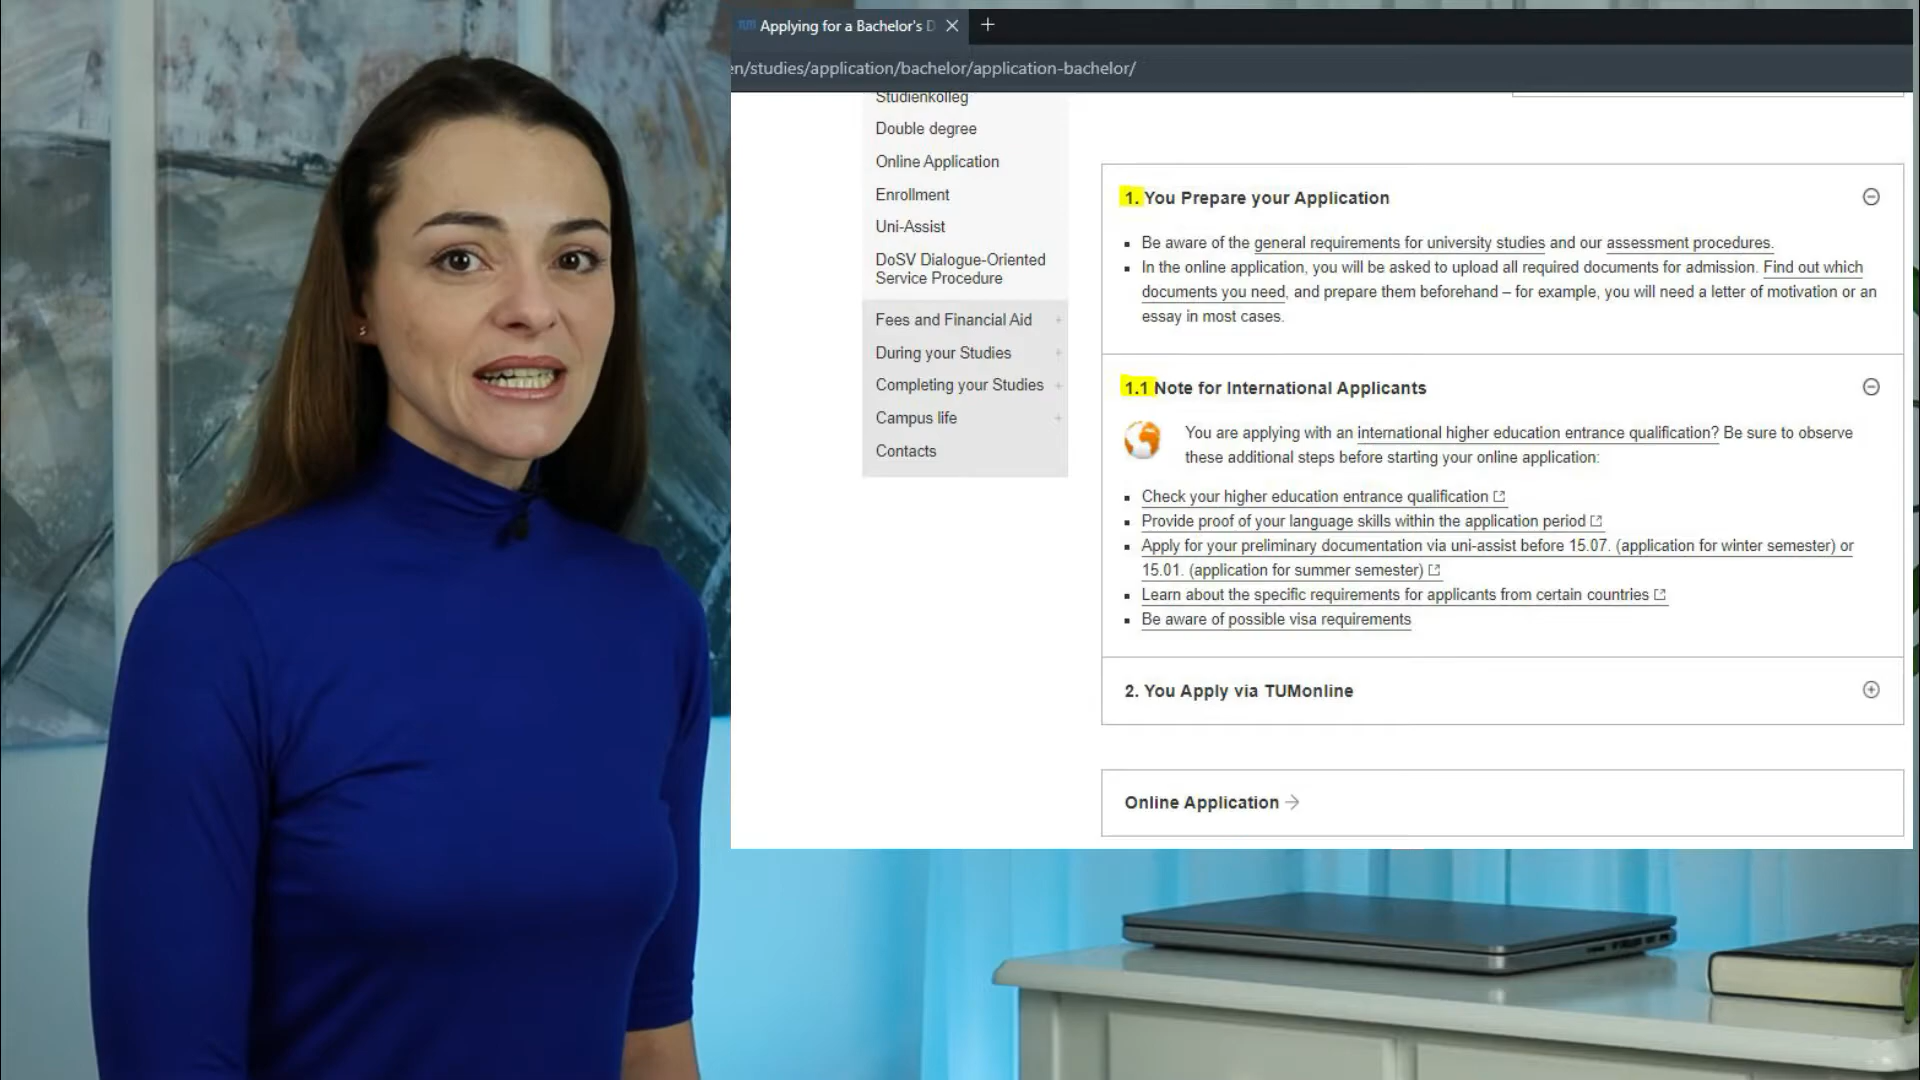 TUM Applying for a Bachelor's D
en/studies/application/bachelor/application-bachelor/
Studienkolleg
Double degree
Online Application
Enrollment
Uni-Assist
DoSV Dialogue-Oriented
Service Procedure
Fees and Financial Aid +
During your Studies +
Completing your Studies +
Campus life +
Contacts
1. You Prepare your Application
Be aware of the general requirements for university studies and our assessment procedures.
In the online application, you will be asked to upload all required documents for admission. Find out which
documents you need, and prepare them beforehand – for example, you will need a letter of motivation or an
essay in most cases.
1.1 Note for International Applicants
You are applying with an international higher education entrance qualification? Be sure to observe
these additional steps before starting your online application:
Check your higher education entrance qualification
Provide proof of your language skills within the application period
Apply for your preliminary documentation via uni-assist before 15.07. (application for winter semester) or
15.01. (application for summer semester)
Learn about the specific requirements for applicants from certain countries
Be aware of possible visa requirements
2. You Apply via TUMonline
Online Application